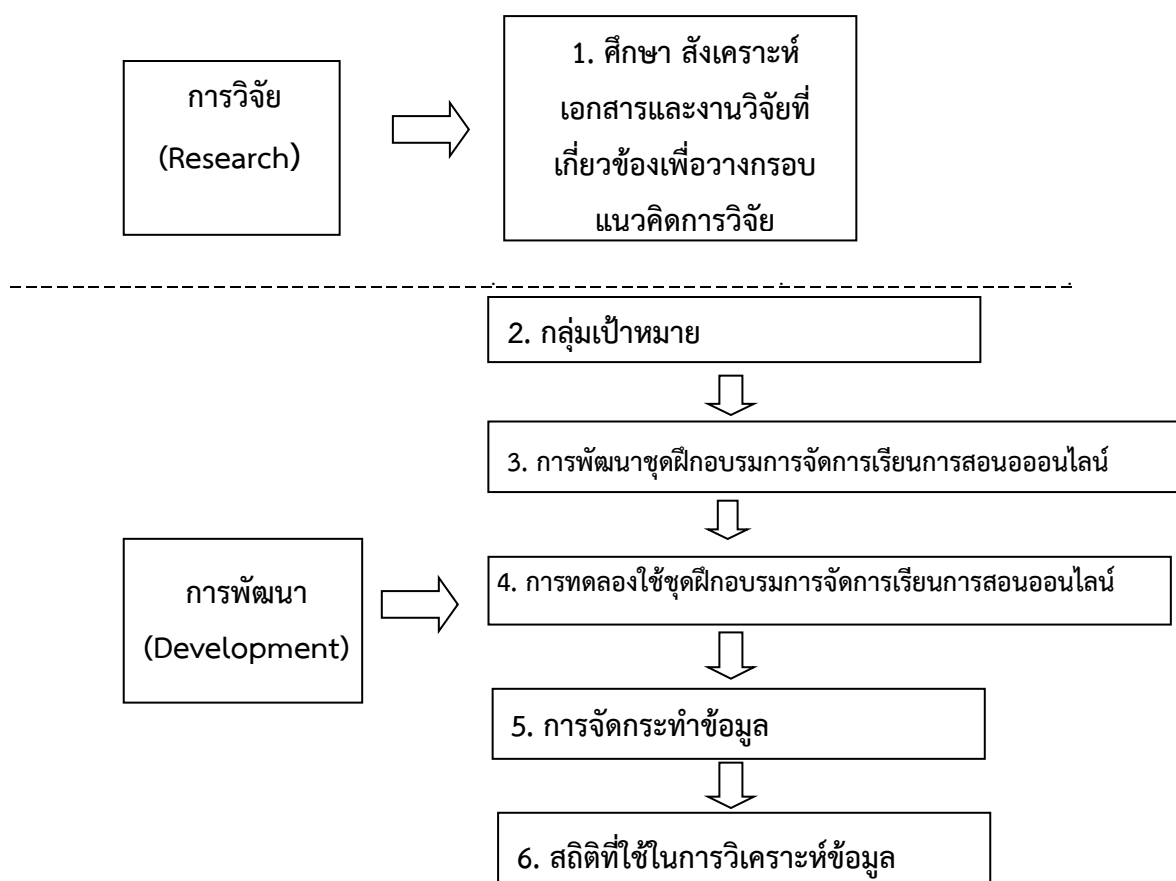 การวิจัย
(Research)
1. ศึกษา สังเคราะห์
เอกสารและงานวิจัยที่
เกี่ยวข้องเพื่อวางกรอบ
แนวคิดการวิจัย
2. กลุ่มเป้าหมาย
3. การพัฒนาชุดฝึกอบรมการจัดการเรียนการสอนอออนไลน์
การพัฒนา
(Development)
4. การทดลองใช้ชุดฝึกอบรมการจัดการเรียนการสอนออนไลน์
5. การจัดกระทำข้อมูล
6. สถิติที่ใช้ในการวิเคราะห์ข้อมูล